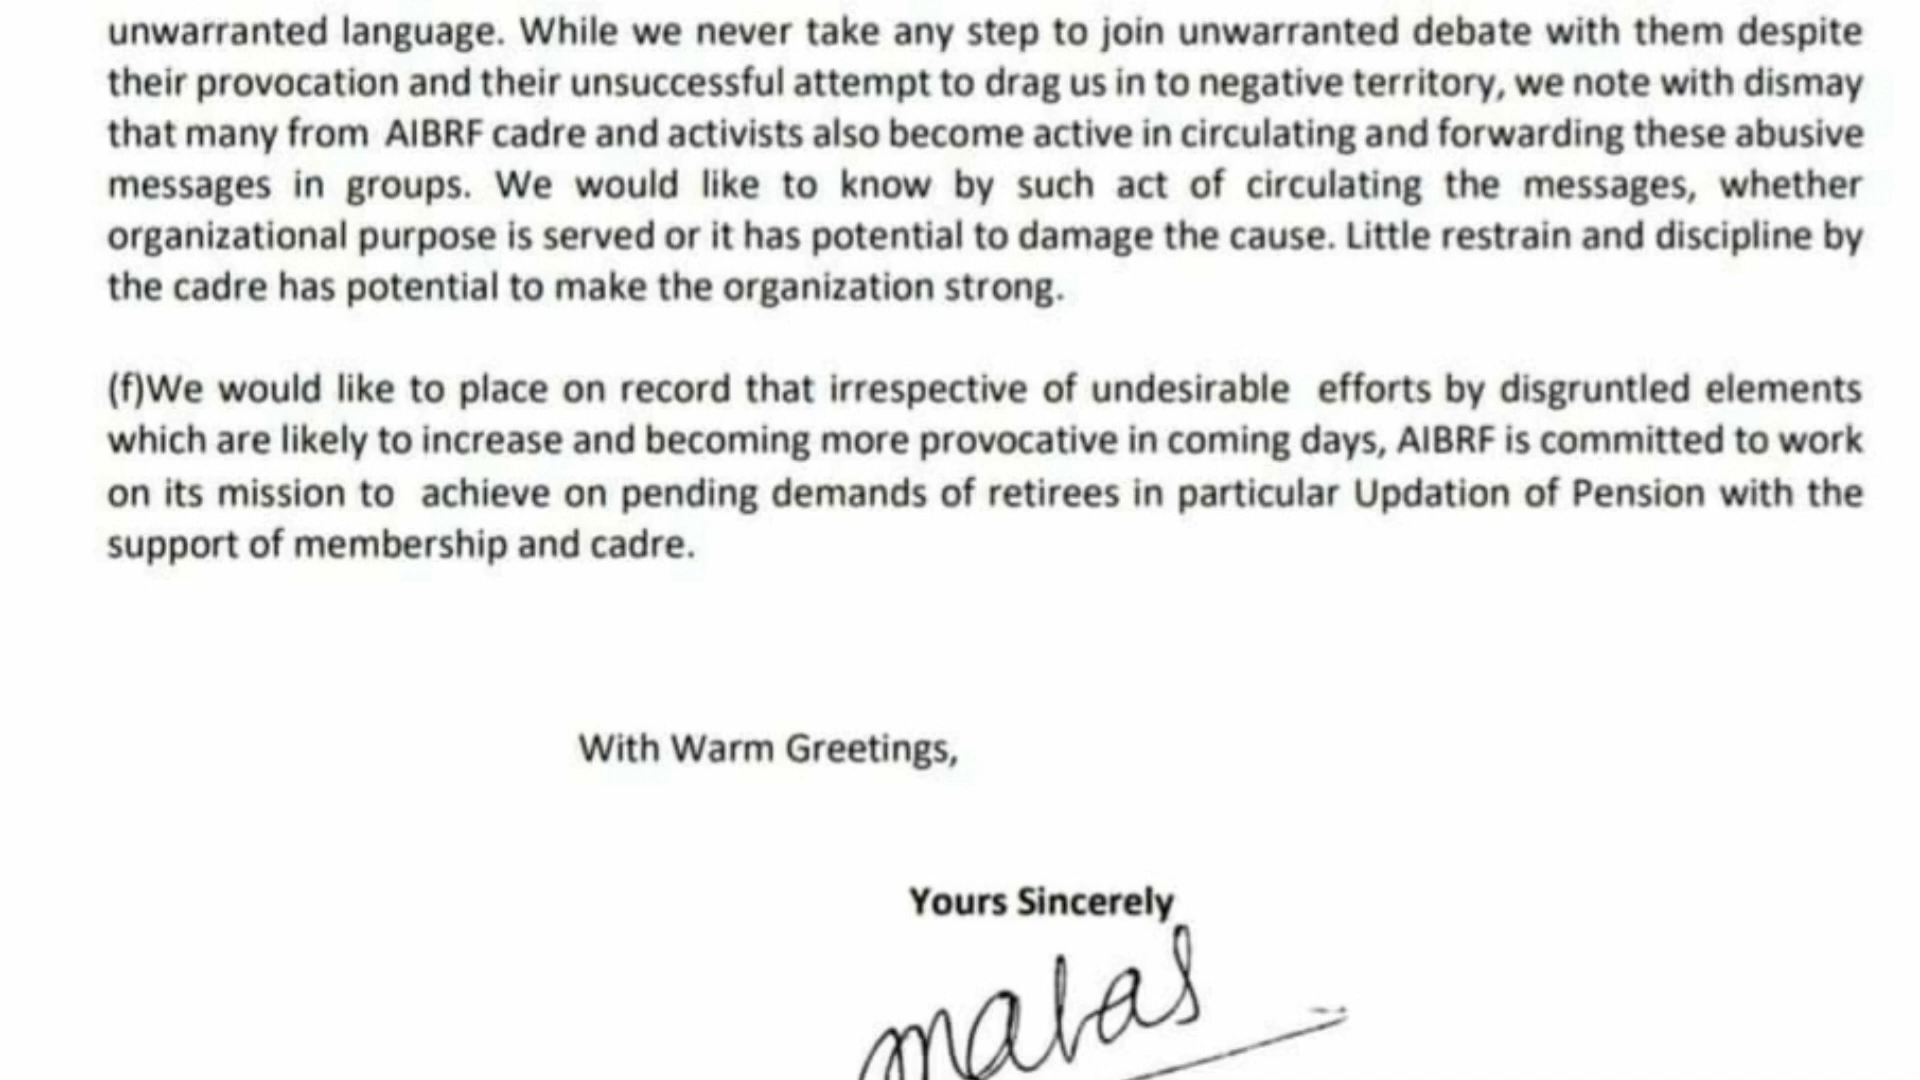 unwarranted language. While we never take any step to join unwarranted debate with them despite
their provocation and their unsuccessful attempt to drag us in to negative territory, we note with dismay
that many from AIBRF cadre and activists also become active in circulating and forwarding these abusive
messages in groups. We would like to know by such act of circulating the messages, whether
organizational purpose is served or it has potential to damage the cause. Little restrain and discipline by
the cadre has potential to make the organization strong.
(f)We would like to place on record that irrespective of undesirable efforts by disgruntled elements
which are likely to increase and becoming more provocative in coming days, AIBRF is committed to work
on its mission to achieve on pending demands of retirees in particular Updation of Pension with the
support of membership and cadre.
With Warm Greetings,
Yours Sincerely